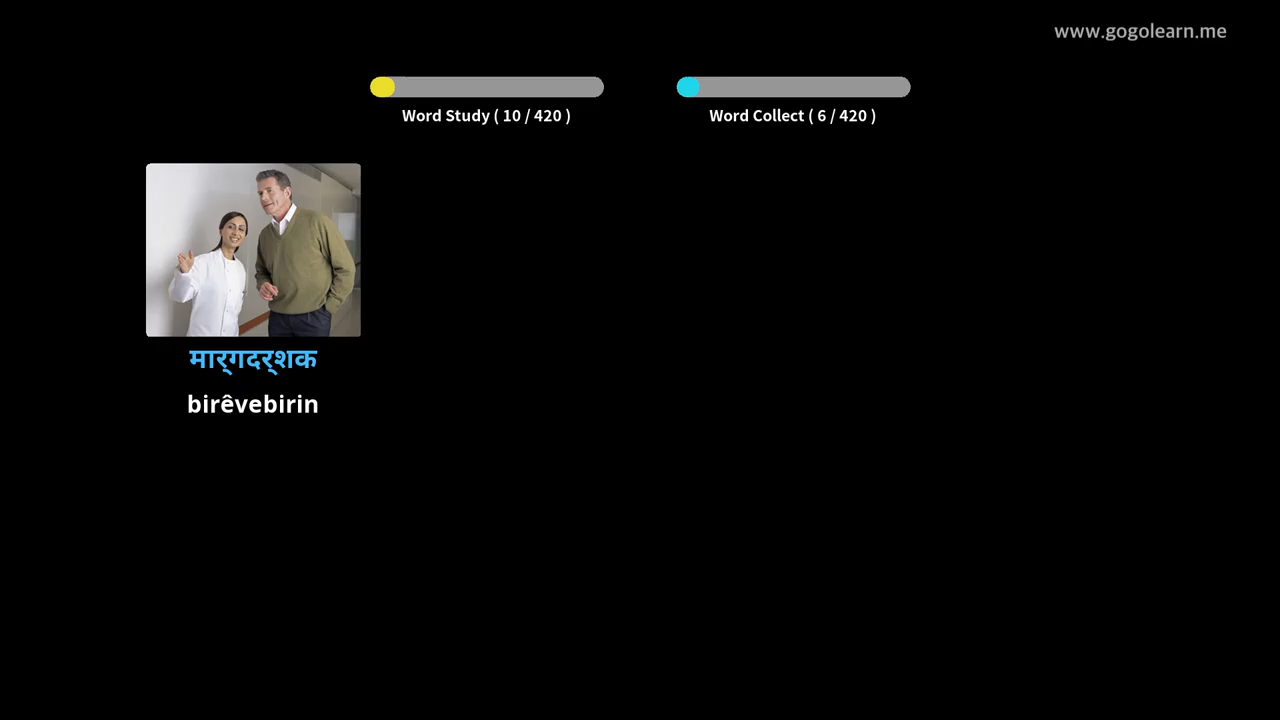 www.gogolearn.me
Word Study ( 10 / 420 )
Word Collect ( 6 / 420 )
मार्गदर्शक
birêvebirin